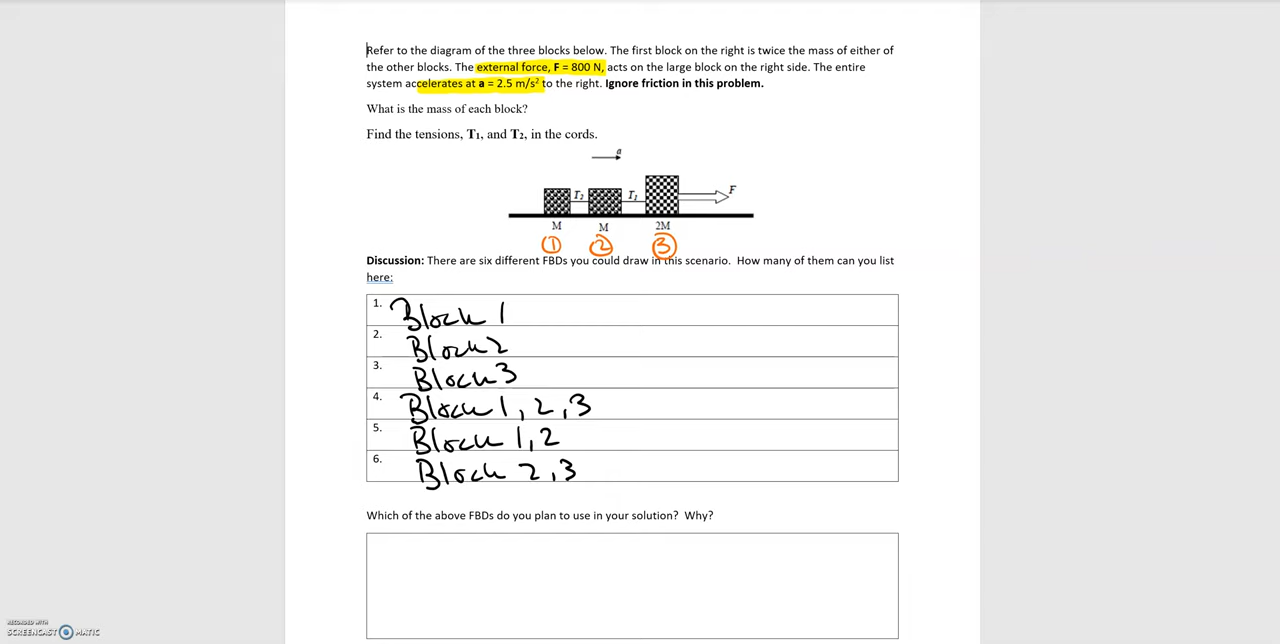 Refer to the diagram of the three blocks below. The first block on the right is twice the mass of either of
the other blocks. The external force, F = 800 N, acts on the large block on the right side. The entire
system accelerates at a = 2.5 m/s² to the right. Ignore friction in this problem.
What is the mass of each block?
Find the tensions, T₁, and T₂, in the cords.
a
T₂ T₁ F
M M 2M
1 2 3
Discussion: There are six different FBDs you could draw in this scenario. How many of them can you list
here:
1. Block 1
2. Block 2
3. Block 3
4. Block 1, 2, 3
5. Block 1, 2
6. Block 2, 3
Which of the above FBDs do you plan to use in your solution? Why?
RECORDED WITH
SCREENCAST MATIC